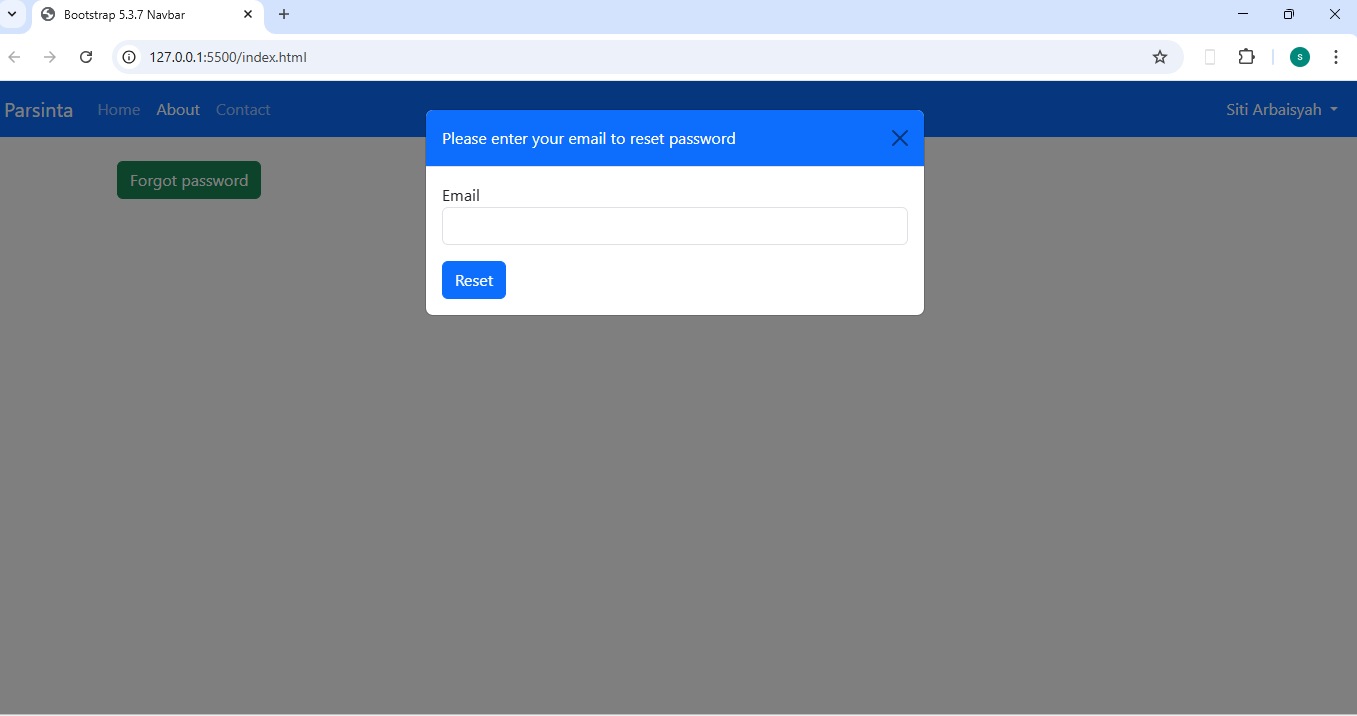 Bootstrap 5.3.7 Navbar
127.0.0.1:5500/index.html
S
Parsinta Home About Contact Siti Arbaisyah
Please enter your email to reset password
Forgot password
Email
Reset